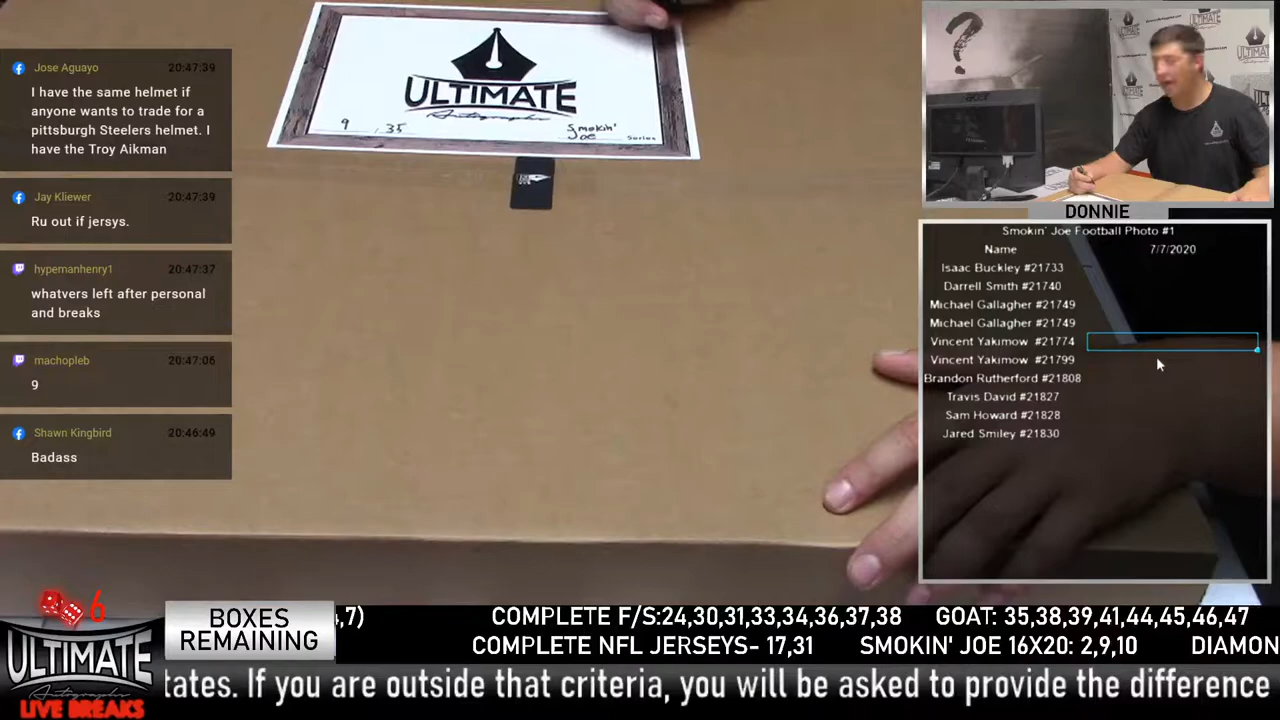 Jose Aguayo 20:47:39
I have the same helmet if
anyone wants to trade for a
pittsburgh Steelers helmet. I
have the Troy Aikman
Jay Kliewer 20:47:39
Ru out if jersys.
hypemanhenry1 20:47:37
whatvers left after personal
and breaks
machopleb 20:47:06
9
Shawn Kingbird 20:46:49
Badass
ULTIMATE
Autographs
9 , 35
Smokin'
Joe Series
ULTIMATE
acer
DONNIE
Smokin' Joe Football Photo #1
Name 7/7/2020
Isaac Buckley #21733
Darrell Smith #21740
Michael Gallagher #21749
Michael Gallagher #21749
Vincent Yakimow #21774
Vincent Yakimow #21799
Brandon Rutherford #21808
Travis David #21827
Sam Howard #21828
Jared Smiley #21830
6
ULTIMATE
Autographs
LIVE BREAKS
BOXES
REMAINING
,7) COMPLETE F/S:24,30,31,33,34,36,37,38 GOAT: 35,38,39,41,44,45,46,47
COMPLETE NFL JERSEYS- 17,31 SMOKIN' JOE 16X20: 2,9,10 DIAMON
tates. If you are outside that criteria, you will be asked to provide the difference